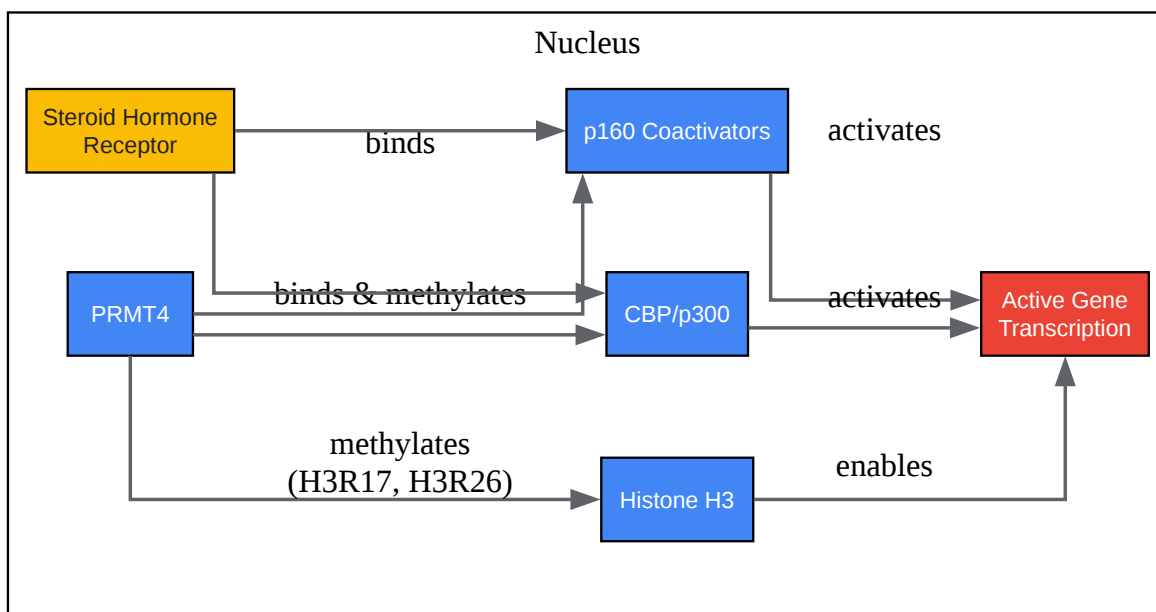 Nucleus
Steroid Hormone
Receptor
binds
p160 Coactivators
activates
PRMT4
binds & methylates
CBP/p300
activates
Active Gene
Transcription
methylates
(H3R17, H3R26)
Histone H3
enables